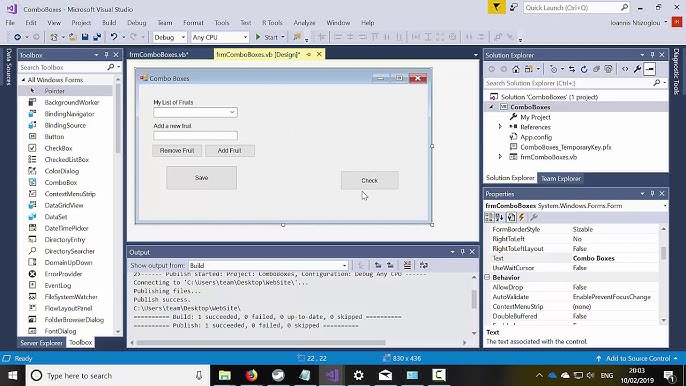 ComboBoxes - Microsoft Visual Studio
Quick Launch (Ctrl+Q)
File Edit View Project Build Debug Team Tools Test Analyze Window Help
Ioannis Ntizoglou
Debug Any CPU Start
Data Sources
Toolbox
Search Toolbox
All Windows Forms
Pointer
BackgroundWorker
BindingNavigator
BindingSource
Button
CheckBox
CheckedListBox
ColorDialog
ComboBox
ContextMenuStrip
DataGridView
DataSet
DateTimePicker
DirectoryEntry
DirectorySearcher
DomainUpDown
ErrorProvider
EventLog
FileSystemWatcher
FlowLayoutPanel
FolderBrowserDialog
FontDialog
Server Explorer Toolbox
frmComboBoxes.vb*
frmComboBoxes.vb [Design]*
Combo Boxes
My List of Fruits
Add a new fruit
Remove Fruit
Add Fruit
Save
Check
Output
Show output from: Build
2>------ Publish started: Project: ComboBoxes, Configuration: Debug Any CPU ------
Connecting to 'C:\Users\team\Desktop\WebSite\'...
Publishing files...
Publish success.
C:\Users\team\Desktop\WebSite\
========== Build: 1 succeeded, 0 failed, 0 up-to-date, 0 skipped ==========
========== Publish: 1 succeeded, 0 failed, 0 skipped ==========
Solution Explorer
Search Solution Explorer (Ctrl+;)
Solution 'ComboBoxes' (1 project)
ComboBoxes
My Project
References
App.config
ComboBoxes_TemporaryKey.pfx
frmComboBoxes.vb
Solution Explorer Team Explorer
Diagnostic Tools
Properties
frmComboBoxes System.Windows.Forms.Form
FormBorderStyle Sizable
RightToLeft No
RightToLeftLayout False
Text Combo Boxes
UseWaitCursor False
Behavior
AllowDrop False
AutoValidate EnablePreventFocusChange
ContextMenuStrip (none)
DoubleBuffered False
Text
The text associated with the control.
Ready
22 , 22
830 x 436
Add to Source Control
Type here to search
ENG
20:03
10/02/2019